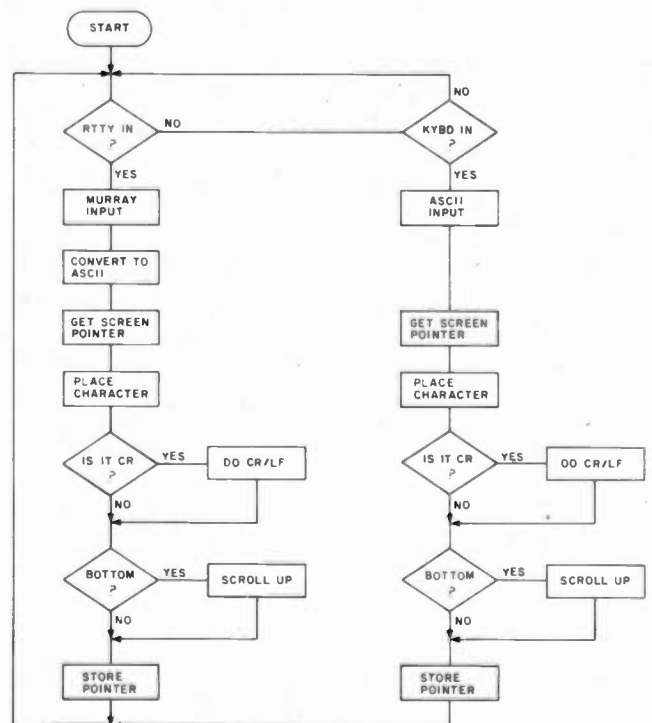 START
NO
RTTY IN
?
NO
KYBD IN
?
YES
YES
MURRAY
INPUT
ASCII
INPUT
CONVERT TO
ASCII
GET SCREEN
POINTER
GET SCREEN
POINTER
PLACE
CHARACTER
PLACE
CHARACTER
IS IT CR
?
YES
DO CR/LF
IS IT CR
?
YES
DO CR/LF
NO
NO
BOTTOM
?
YES
SCROLL UP
BOTTOM
?
YES
SCROLL UP
NO
NO
STORE
POINTER
STORE
POINTER